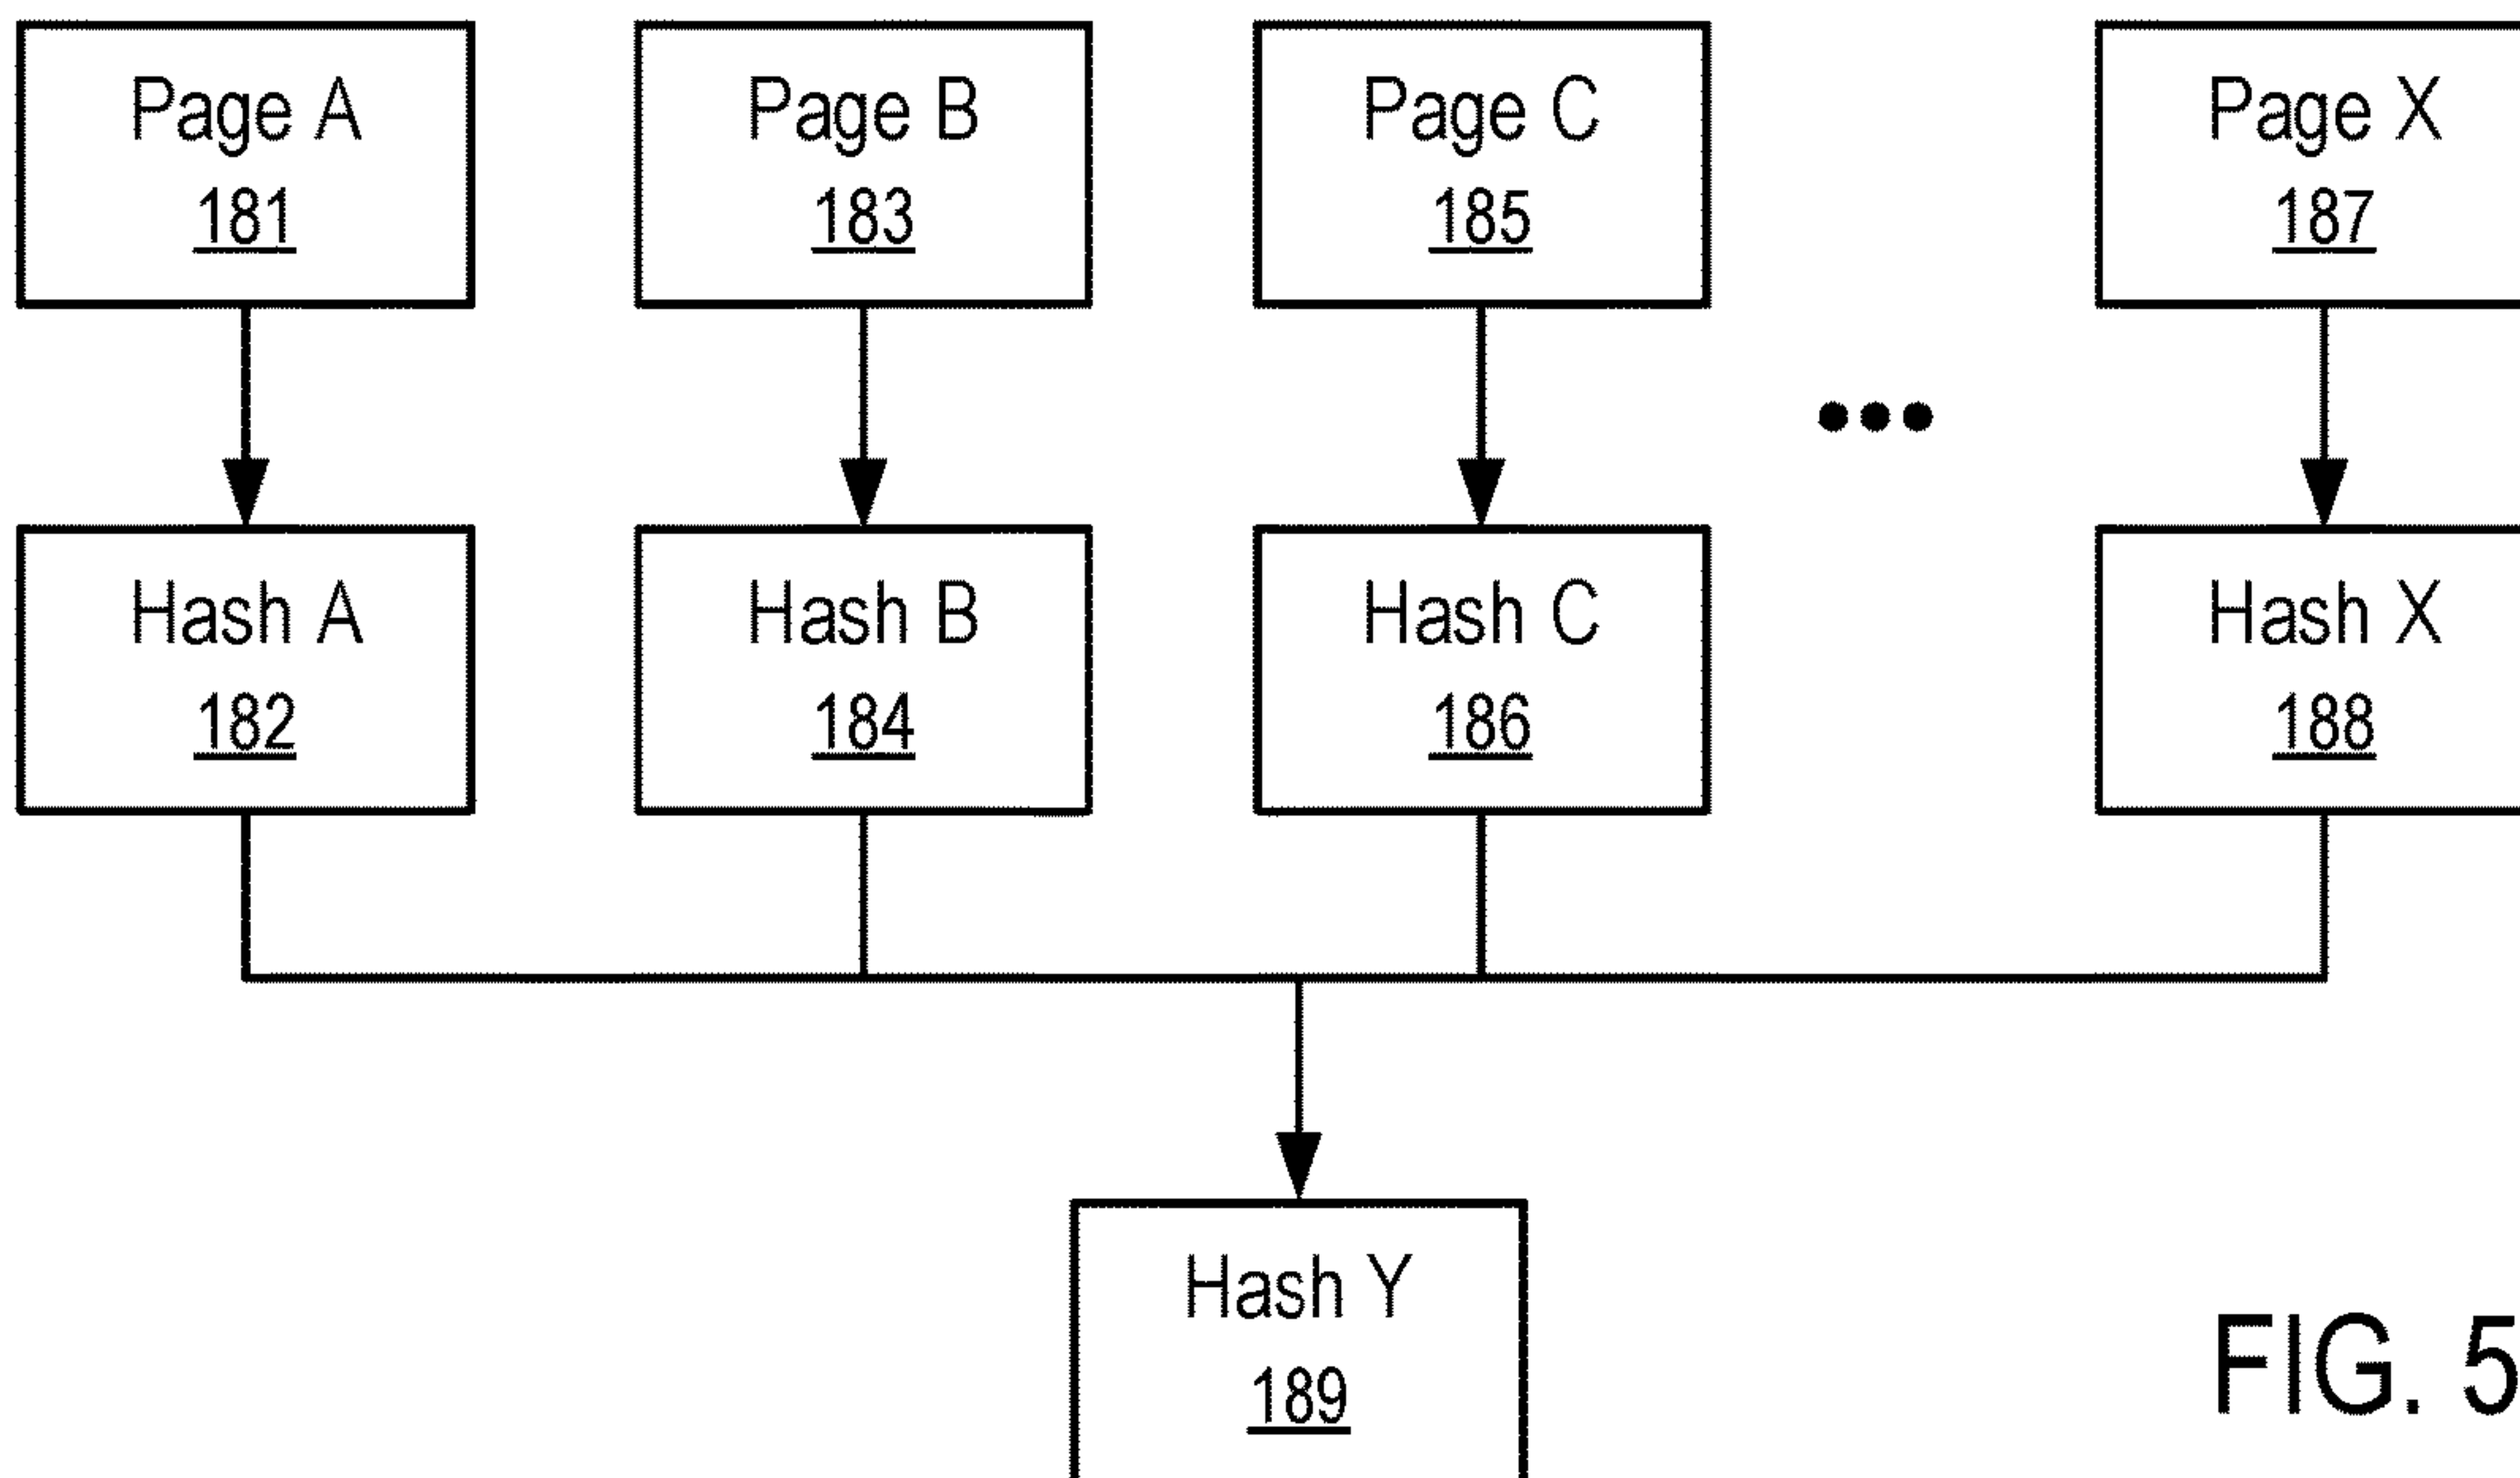 Page A
181
Page B
183
Page C
185
Page X
187
Hash A
182
Hash B
184
Hash C
186
Hash X
188
Hash Y
189
FIG. 5